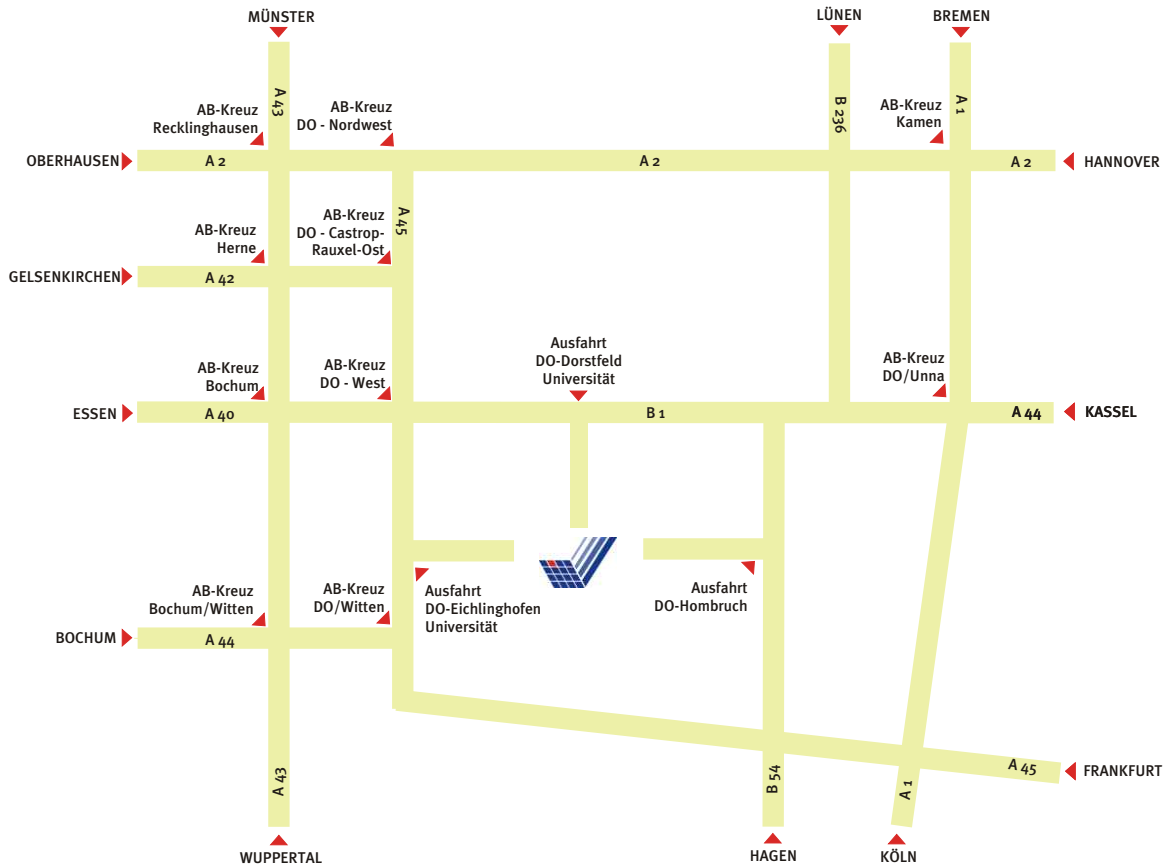 MÜNSTER
LÜNEN
BREMEN
A 43
B 236
A 1
AB-Kreuz
Recklinghausen
AB-Kreuz
DO - Nordwest
AB-Kreuz
Kamen
OBERHAUSEN
A 2
A 2
A 2
HANNOVER
AB-Kreuz
Herne
AB-Kreuz
DO - Castrop-
Rauxel-Ost
A 45
GELSENKIRCHEN
A 42
AB-Kreuz
Bochum
AB-Kreuz
DO - West
Ausfahrt
DO-Dorstfeld
Universität
AB-Kreuz
DO/Unna
ESSEN
A 40
B 1
A 44
KASSEL
AB-Kreuz
Bochum/Witten
AB-Kreuz
DO/Witten
Ausfahrt
DO-Eichlinghofen
Universität
Ausfahrt
DO-Hombruch
BOCHUM
A 44
A 43
B 54
A 1
A 45
FRANKFURT
WUPPERTAL
HAGEN
KÖLN